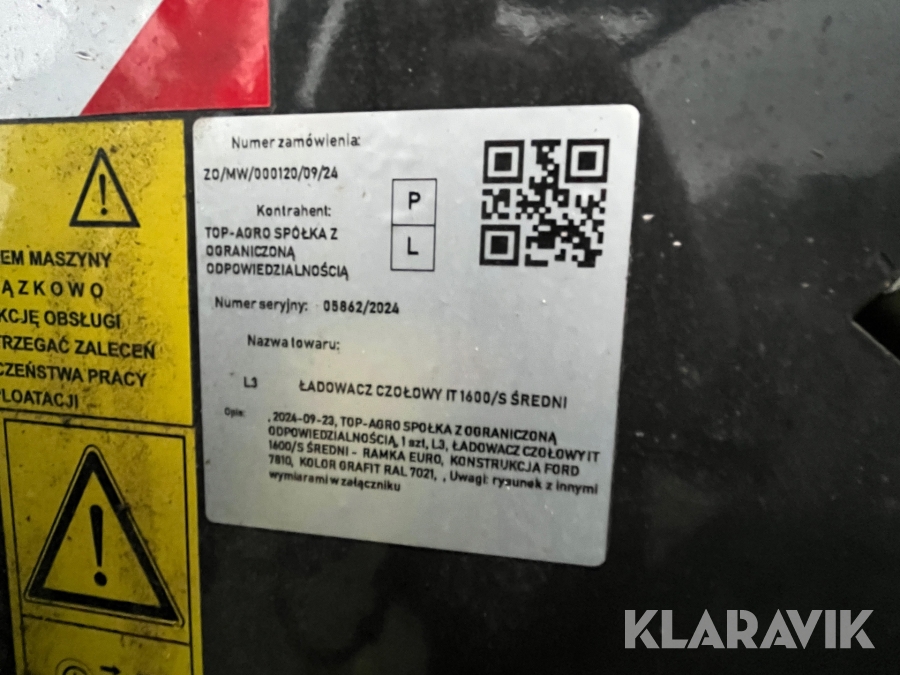 Numer zamówienia:
ZO/MW/000120/09/24
P
L
Kontrahent:
TOP-AGRO SPÓŁKA Z
OGRANICZONĄ
ODPOWIEDZIALNOŚCIĄ
Numer seryjny: 05862/2024
Nazwa towaru:
L3 ŁADOWACZ CZOŁOWY IT 1600/S ŚREDNI
Opis: , 2024-09-23, TOP-AGRO SPÓŁKA Z OGRANICZONĄ
ODPOWIEDZIALNOŚCIĄ, 1 szt, L3, ŁADOWACZ CZOŁOWY IT
1600/S ŚREDNI - RAMKA EURO, KONSTRUKCJA FORD
7810, KOLOR GRAFIT RAL 7021, , Uwagi: rysunek z innymi
wymiarami w załączniku
EM MASZYNY
ĄZKOWO
KCJĘ OBSŁUGI
TRZEGAĆ ZALECEŃ
CZEŃSTWA PRACY
PLOATACJI
KLARAVIK